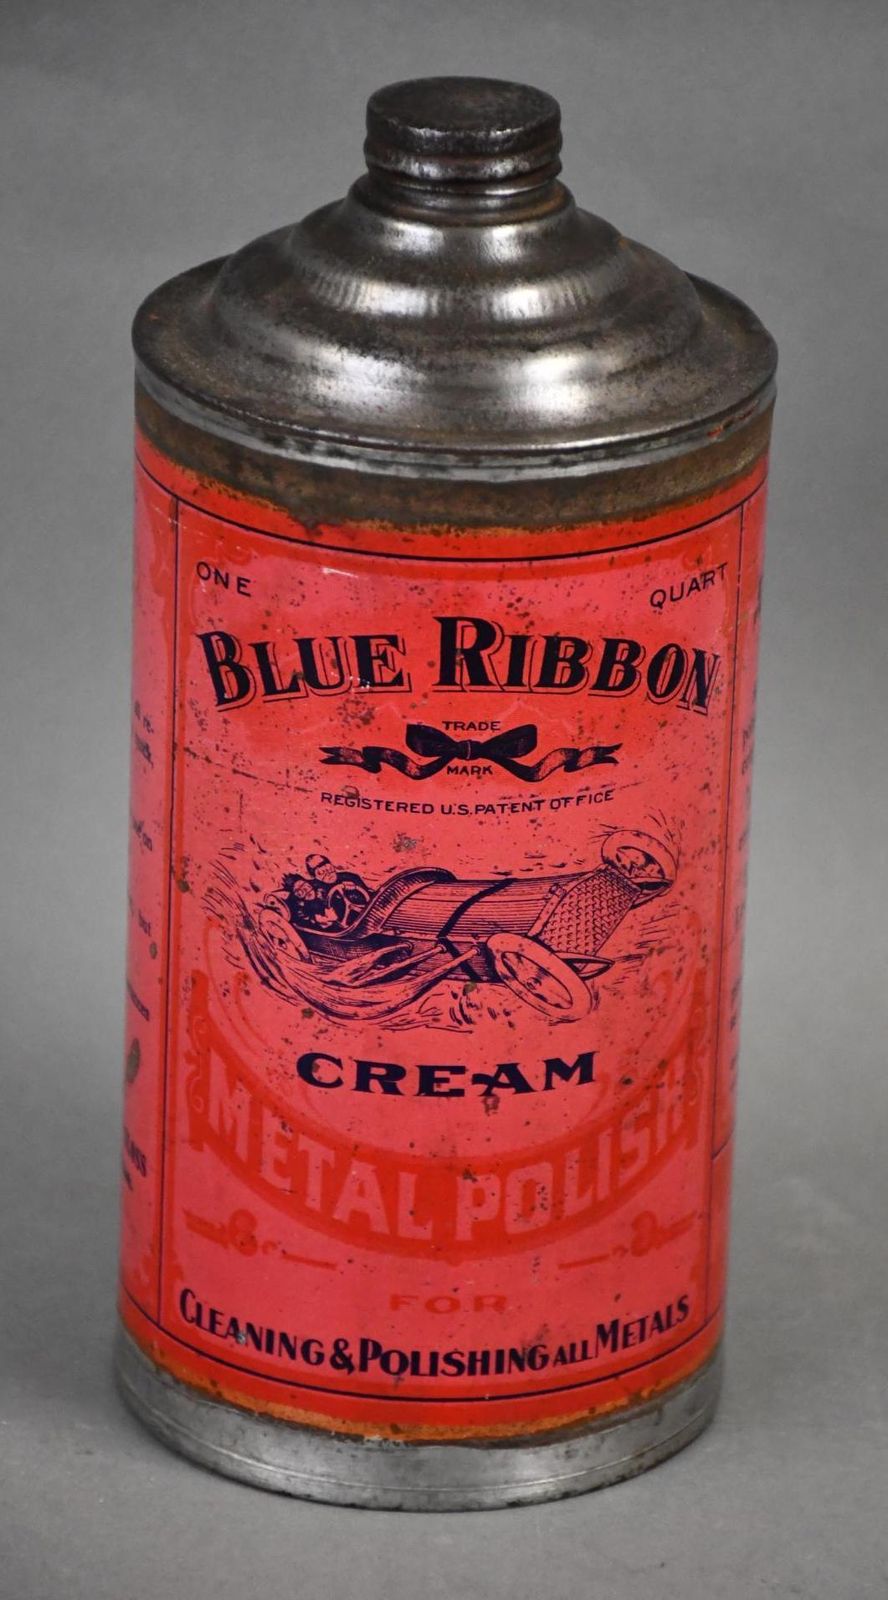 ONE QUART
BLUE RIBBON
TRADE
MARK
REGISTERED U.S. PATENT OFFICE
CREAM
METAL POLISH
FOR
CLEANING & POLISHING ALL METALS